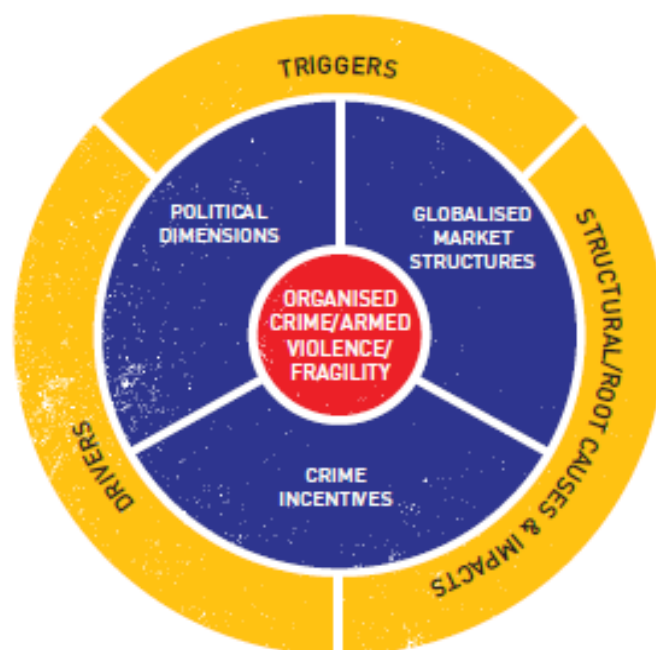 TRIGGERS
POLITICAL
DIMENSIONS
GLOBALISED
MARKET
STRUCTURES
ORGANISED
CRIME/ARMED
VIOLENCE/
FRAGILITY
STRUCTURAL/ROOT CAUSES & IMPACTS
DRIVERS
CRIME
INCENTIVES